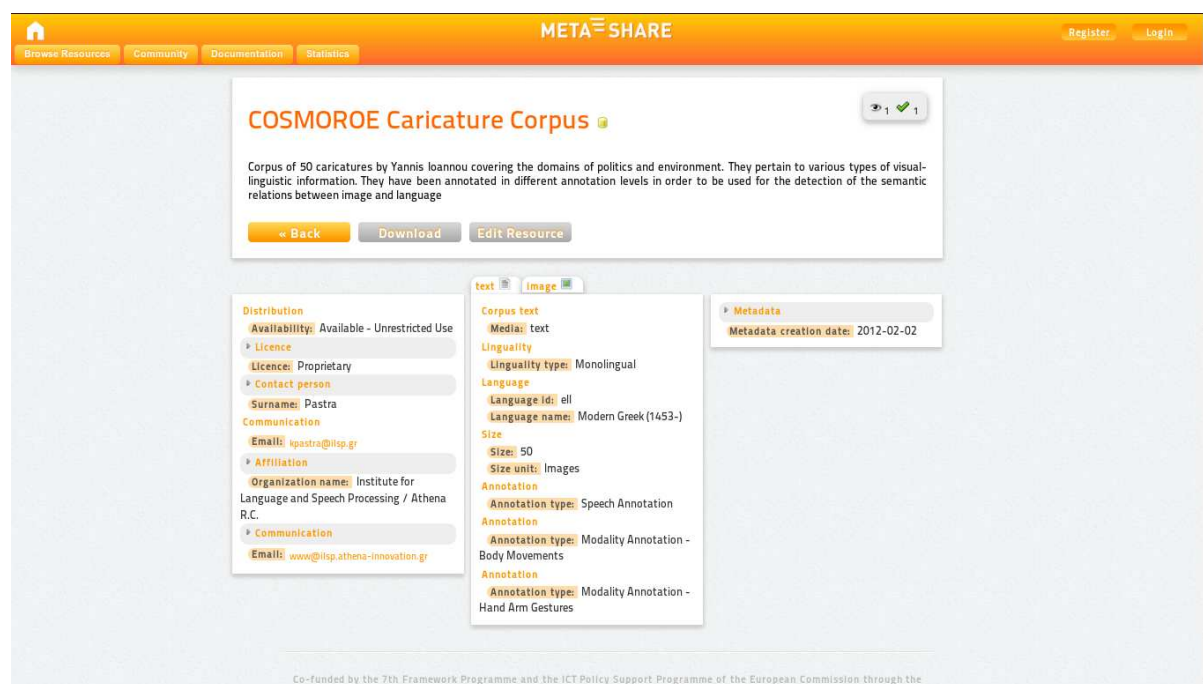 META SHARE
Register Login
Browse Resources Community Documentation Statistics
COSMOROE Caricature Corpus
1 1
Corpus of 50 caricatures by Yannis Ioannou covering the domains of politics and environment. They pertain to various types of visual-
linguistic information. They have been annotated in different annotation levels in order to be used for the detection of the semantic
relations between image and language
« Back Download Edit Resource
Distribution
Availability: Available - Unrestricted Use
Licence
Licence: Proprietary
Contact person
Surname: Pastra
Communication
Email: kpastra@ilsp.gr
Affiliation
Organization name: Institute for
Language and Speech Processing / Athena
R.C.
Communication
Email: www@ilsp.athena-innovation.gr
text image
Corpus text
Media: text
Linguality
Linguality type: Monolingual
Language
Language id: ell
Language name: Modern Greek (1453-)
Size
Size: 50
Size unit: Images
Annotation
Annotation type: Speech Annotation
Annotation
Annotation type: Modality Annotation -
Body Movements
Annotation
Annotation type: Modality Annotation -
Hand Arm Gestures
Metadata
Metadata creation date: 2012-02-02
Co-funded by the 7th Framework Programme and the ICT Policy Support Programme of the European Commission through the